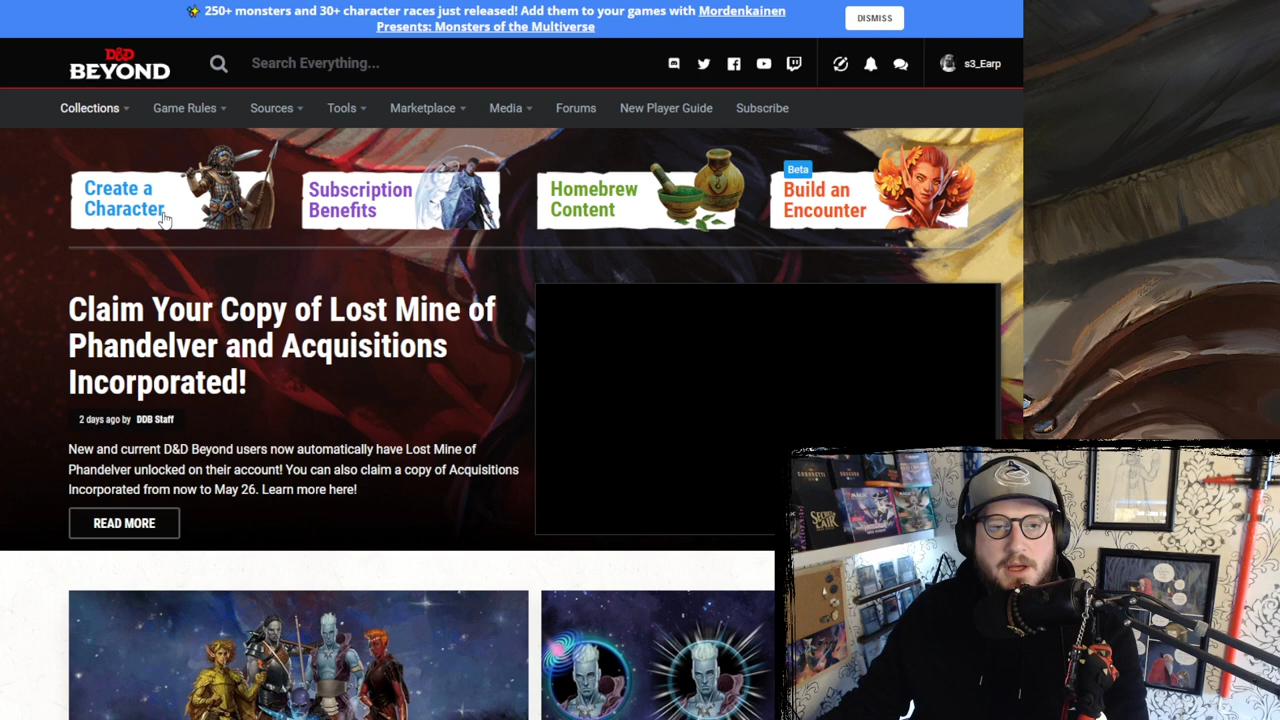 250+ monsters and 30+ character races just released! Add them to your games with Mordenkainen
Presents: Monsters of the Multiverse
DISMISS
D&D
BEYOND
Search Everything...
s3_Earp
Collections
Game Rules
Sources
Tools
Marketplace
Media
Forums
New Player Guide
Subscribe
Create a
Character
Subscription
Benefits
Homebrew
Content
Beta
Build an
Encounter
Claim Your Copy of Lost Mine of
Phandelver and Acquisitions
Incorporated!
2 days ago by DDB Staff
New and current D&D Beyond users now automatically have Lost Mine of
Phandelver unlocked on their account! You can also claim a copy of Acquisitions
Incorporated from now to May 26. Learn more here!
READ MORE
SECRET
LAIR